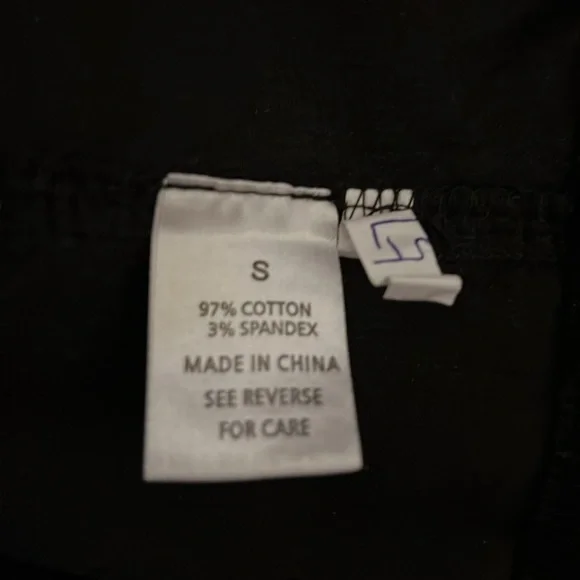 S
97% COTTON
3% SPANDEX
MADE IN CHINA
SEE REVERSE
FOR CARE